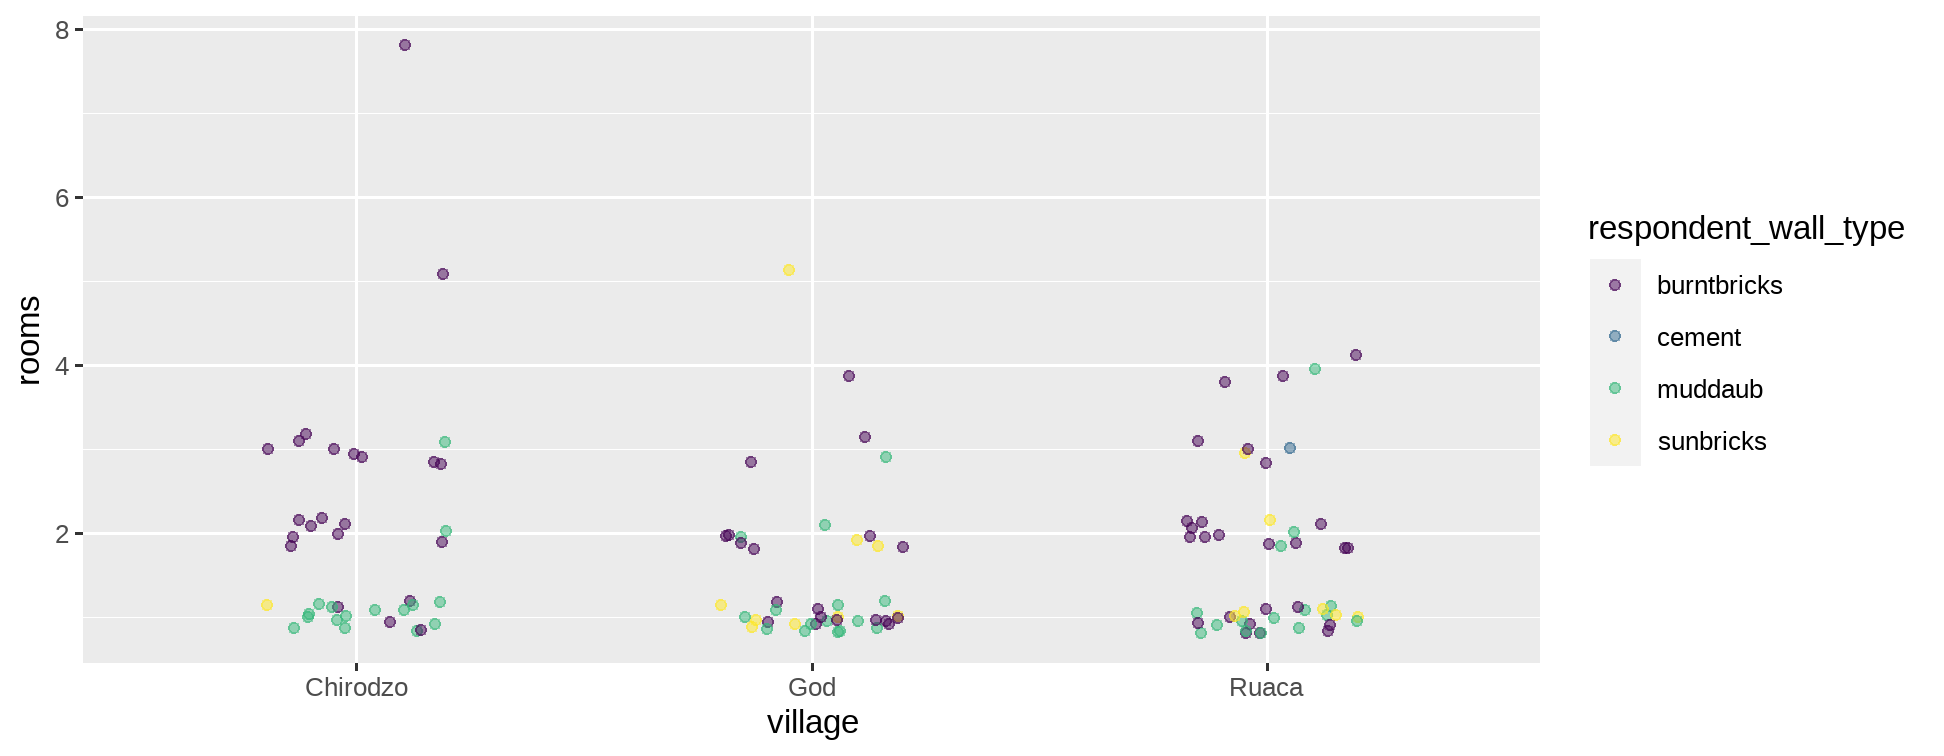 8
6
4
2
rooms
Chirodzo
God
Ruaca
village
respondent_wall_type
burntbricks
cement
muddaub
sunbricks